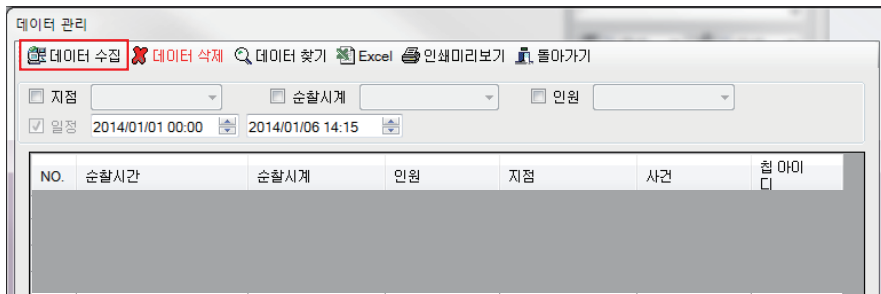 데이터 관리
데이터 수집 데이터 삭제 데이터 찾기 Excel 인쇄미리보기 돌아가기
지점 순찰시계 인원
일정 2014/01/01 00:00 2014/01/06 14:15
NO. 순찰시간 순찰시계 인원 지점 사건 칩 아이
디